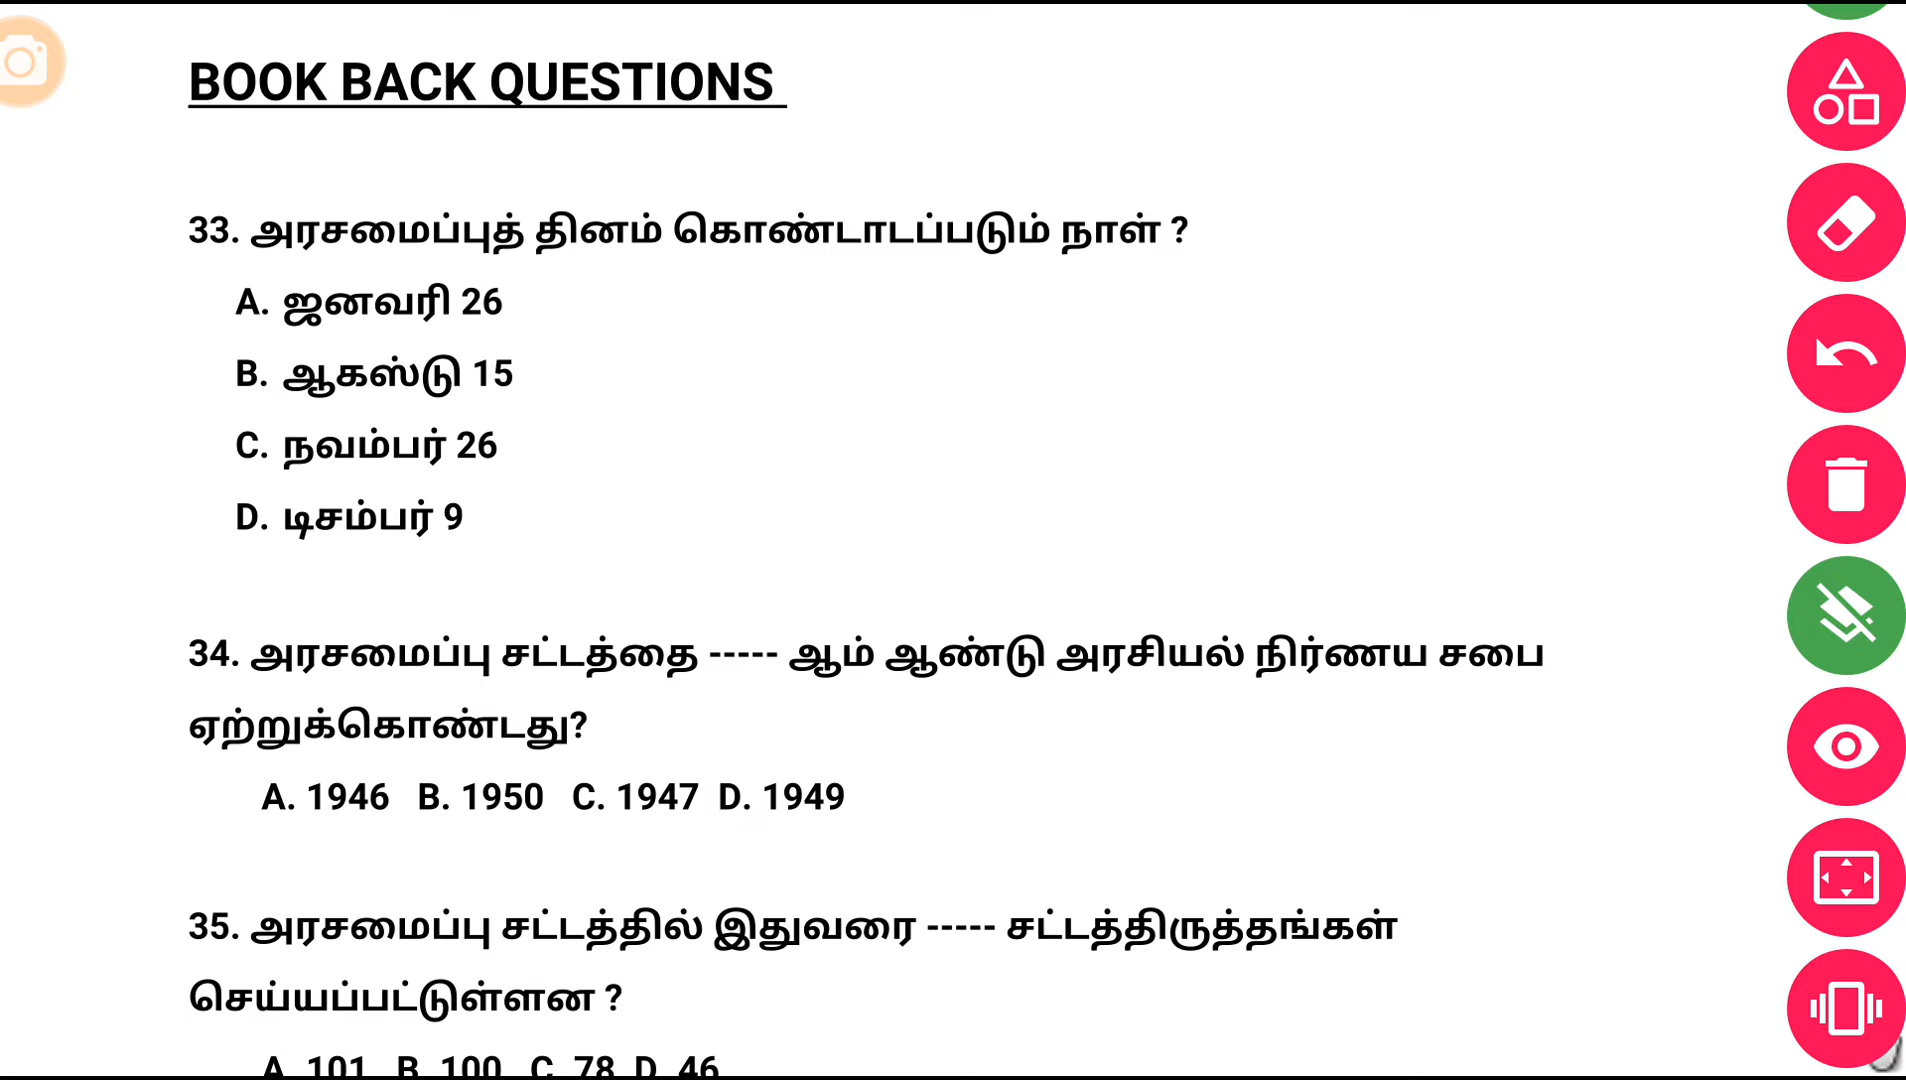 BOOK BACK QUESTIONS
33. அரசமைப்புத் தினம் கொண்டாடப்படும் நாள் ?
A. ஜனவரி 26
B. ஆகஸ்டு 15
C. நவம்பர் 26
D. டிசம்பர் 9
34. அரசமைப்பு சட்டத்தை ----- ஆம் ஆண்டு அரசியல் நிர்ணய சபை
ஏற்றுக்கொண்டது?
A. 1946 B. 1950 C. 1947 D. 1949
35. அரசமைப்பு சட்டத்தில் இதுவரை ----- சட்டத்திருத்தங்கள்
செய்யப்பட்டுள்ளன ?
A. 101 B. 100 C. 78 D. 46